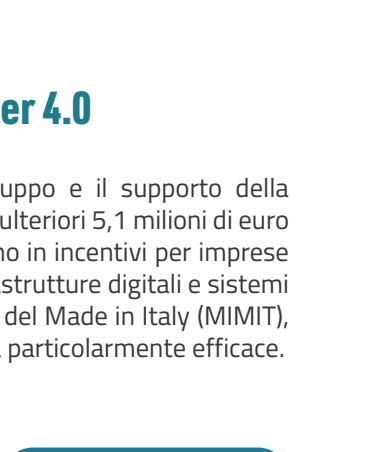 er 4.0
uppo e il supporto della
ulteriori 5,1 milioni di euro
no in incentivi per imprese
strutture digitali e sistemi
del Made in Italy (MIMIT),
particolarmente efficace.